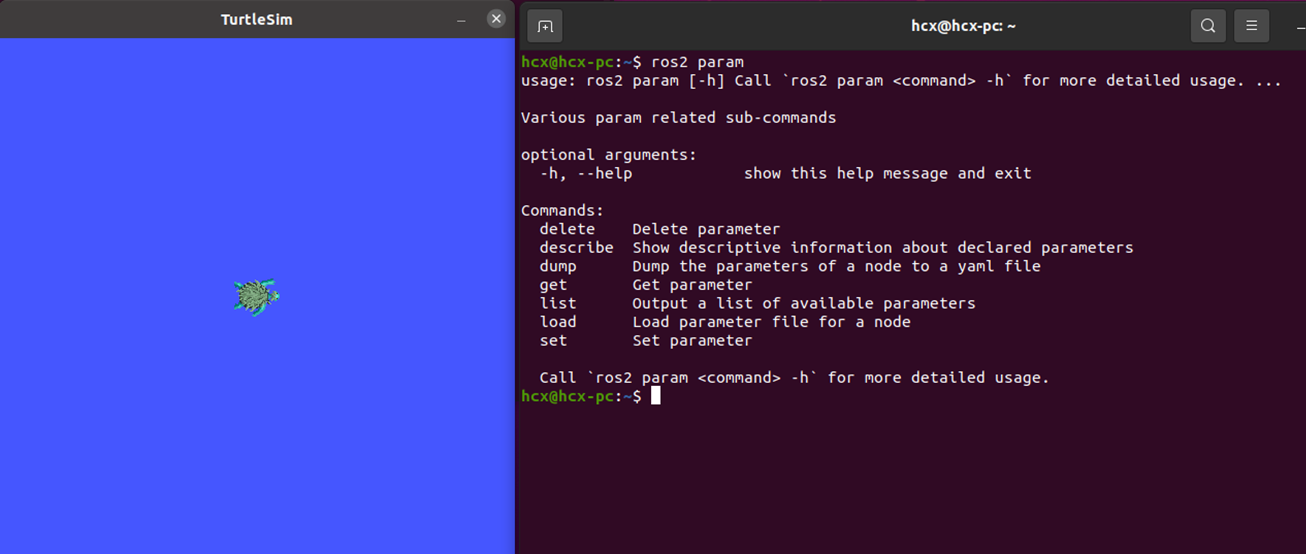 TurtleSim
hcx@hcx-pc: ~
hcx@hcx-pc:~$ ros2 param
usage: ros2 param [-h] Call `ros2 param <command> -h` for more detailed usage. ...
Various param related sub-commands
optional arguments:
-h, --help            show this help message and exit
Commands:
delete    Delete parameter
describe  Show descriptive information about declared parameters
dump      Dump the parameters of a node to a yaml file
get       Get parameter
list      Output a list of available parameters
load      Load parameter file for a node
set       Set parameter
Call `ros2 param <command> -h` for more detailed usage.
hcx@hcx-pc:~$